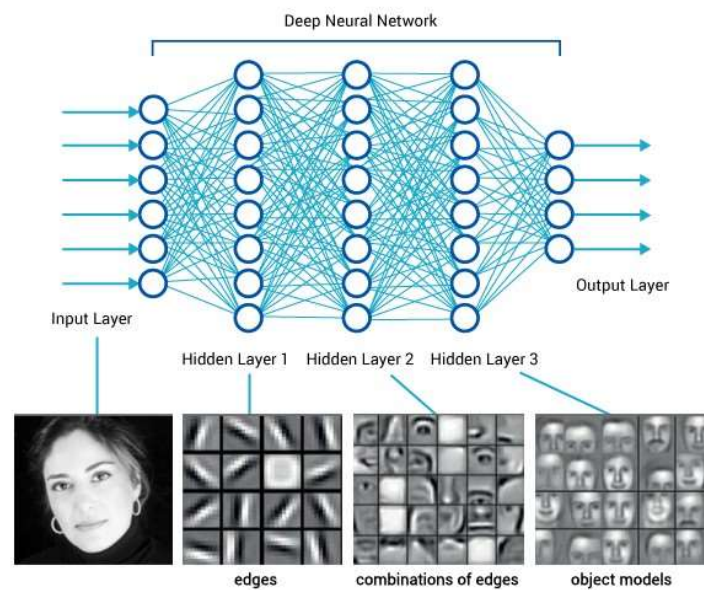 Deep Neural Network
Input Layer
Output Layer
Hidden Layer 1
Hidden Layer 2
Hidden Layer 3
edges
combinations of edges
object models